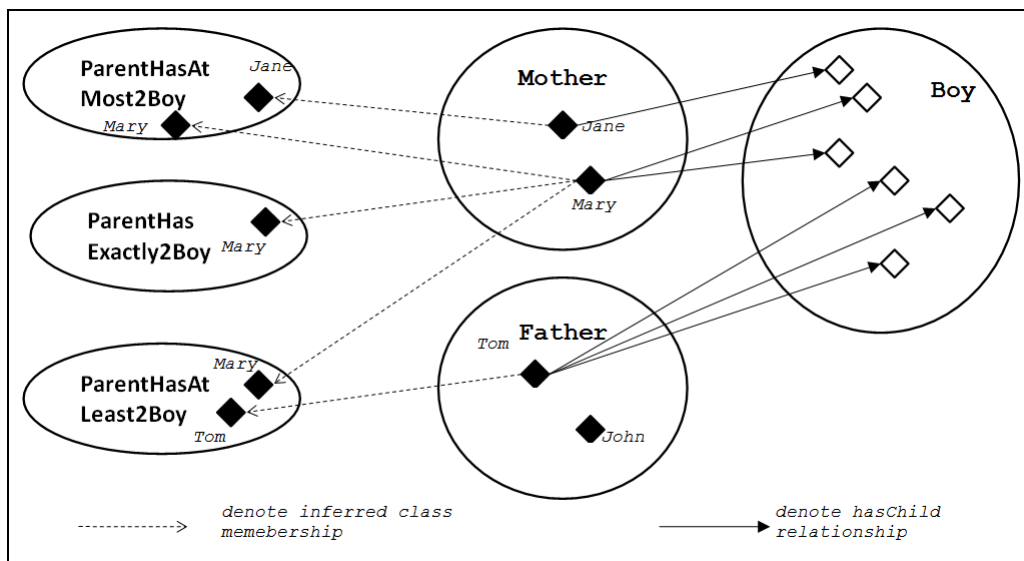 ParentHasAt
Most2Boy
Jane
Mary
Mother
Jane
Mary
Boy
ParentHas
Exactly2Boy
Mary
Father
Tom
John
ParentHasAt
Least2Boy
Mary
Tom
denote inferred class
memebership
denote hasChild
relationship